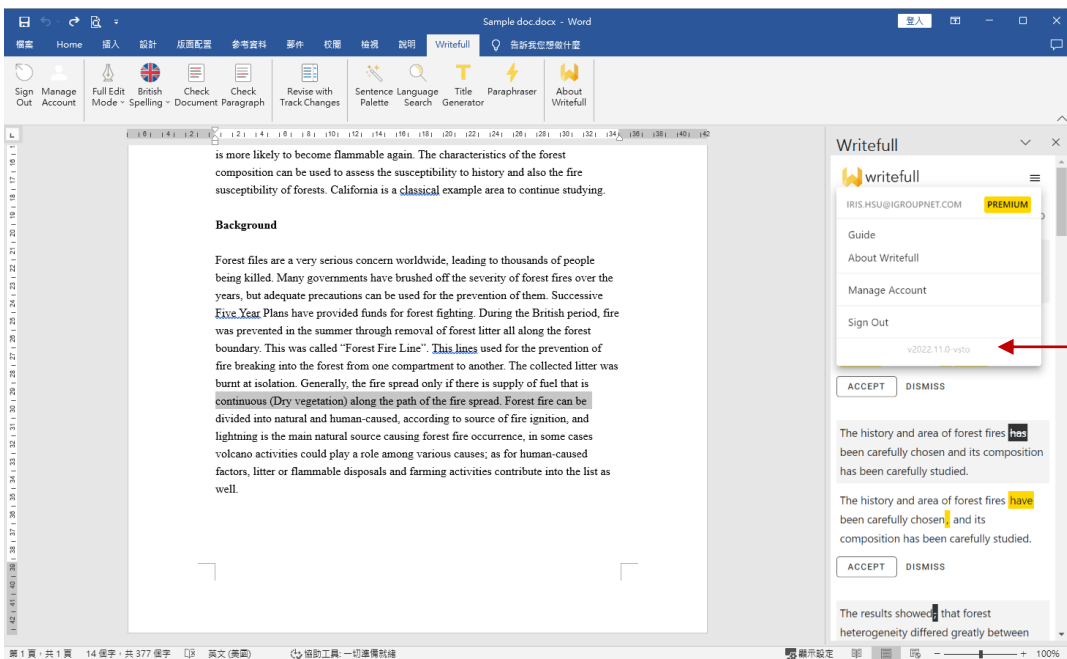 Sample doc.docx - Word
登入
檔案 Home 插入 設計 版面配置 參考資料 郵件 校閱 檢視 說明 Writefull 告訴我您想做什麼
Sign Out
Manage Account
Full Edit Mode
British Spelling
Check Document
Check Paragraph
Revise with Track Changes
Sentence Palette
Language Search
Title Generator
Paraphraser
About Writefull
is more likely to become flammable again. The characteristics of the forest
composition can be used to assess the susceptibility to history and also the fire
susceptibility of forests. California is a classical example area to continue studying.
Background
Forest files are a very serious concern worldwide, leading to thousands of people
being killed. Many governments have brushed off the severity of forest fires over the
years, but adequate precautions can be used for the prevention of them. Successive
Five Year Plans have provided funds for forest fighting. During the British period, fire
was prevented in the summer through removal of forest litter all along the forest
boundary. This was called “Forest Fire Line”. This lines used for the prevention of
fire breaking into the forest from one compartment to another. The collected litter was
burnt at isolation. Generally, the fire spread only if there is supply of fuel that is
continuous (Dry vegetation) along the path of the fire spread. Forest fire can be
divided into natural and human-caused, according to source of fire ignition, and
lightning is the main natural source causing forest fire occurrence, in some cases
volcano activities could play a role among various causes; as for human-caused
factors, litter or flammable disposals and farming activities contribute into the list as
well.
Writefull
writefull
IRIS.HSU@IGROUPNET.COM PREMIUM
Guide
About Writefull
Manage Account
Sign Out
v2022.11.0-vsto
ACCEPT DISMISS
The history and area of forest fires has
been carefully chosen and its composition
has been carefully studied.
The history and area of forest fires have
been carefully chosen, and its
composition has been carefully studied.
ACCEPT DISMISS
The results showed; that forest
heterogeneity differed greatly between
第 1 頁，共 1 頁 14 個字，共 377 個字 英文 (美國) 協助工具: 一切準備就緒 顯示設定 100%